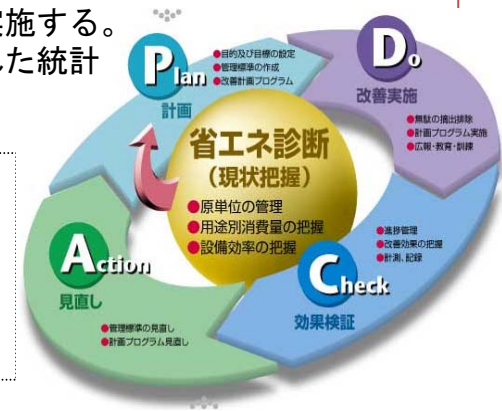 実施する。
した統計
Plan
計画
●目的及び目標の設定
●管理標準の作成
●改善計画プログラム
Do
改善実施
●無駄の摘出排除
●計画プログラム実施
●広報・教育・訓練
省エネ診断
（現状把握）
●原単位の管理
●用途別消費量の把握
●設備効率の把握
Check
効果検証
●進捗管理
●改善効果の把握
●計測、記録
Action
見直し
●管理標準の見直し
●計画プログラム見直し